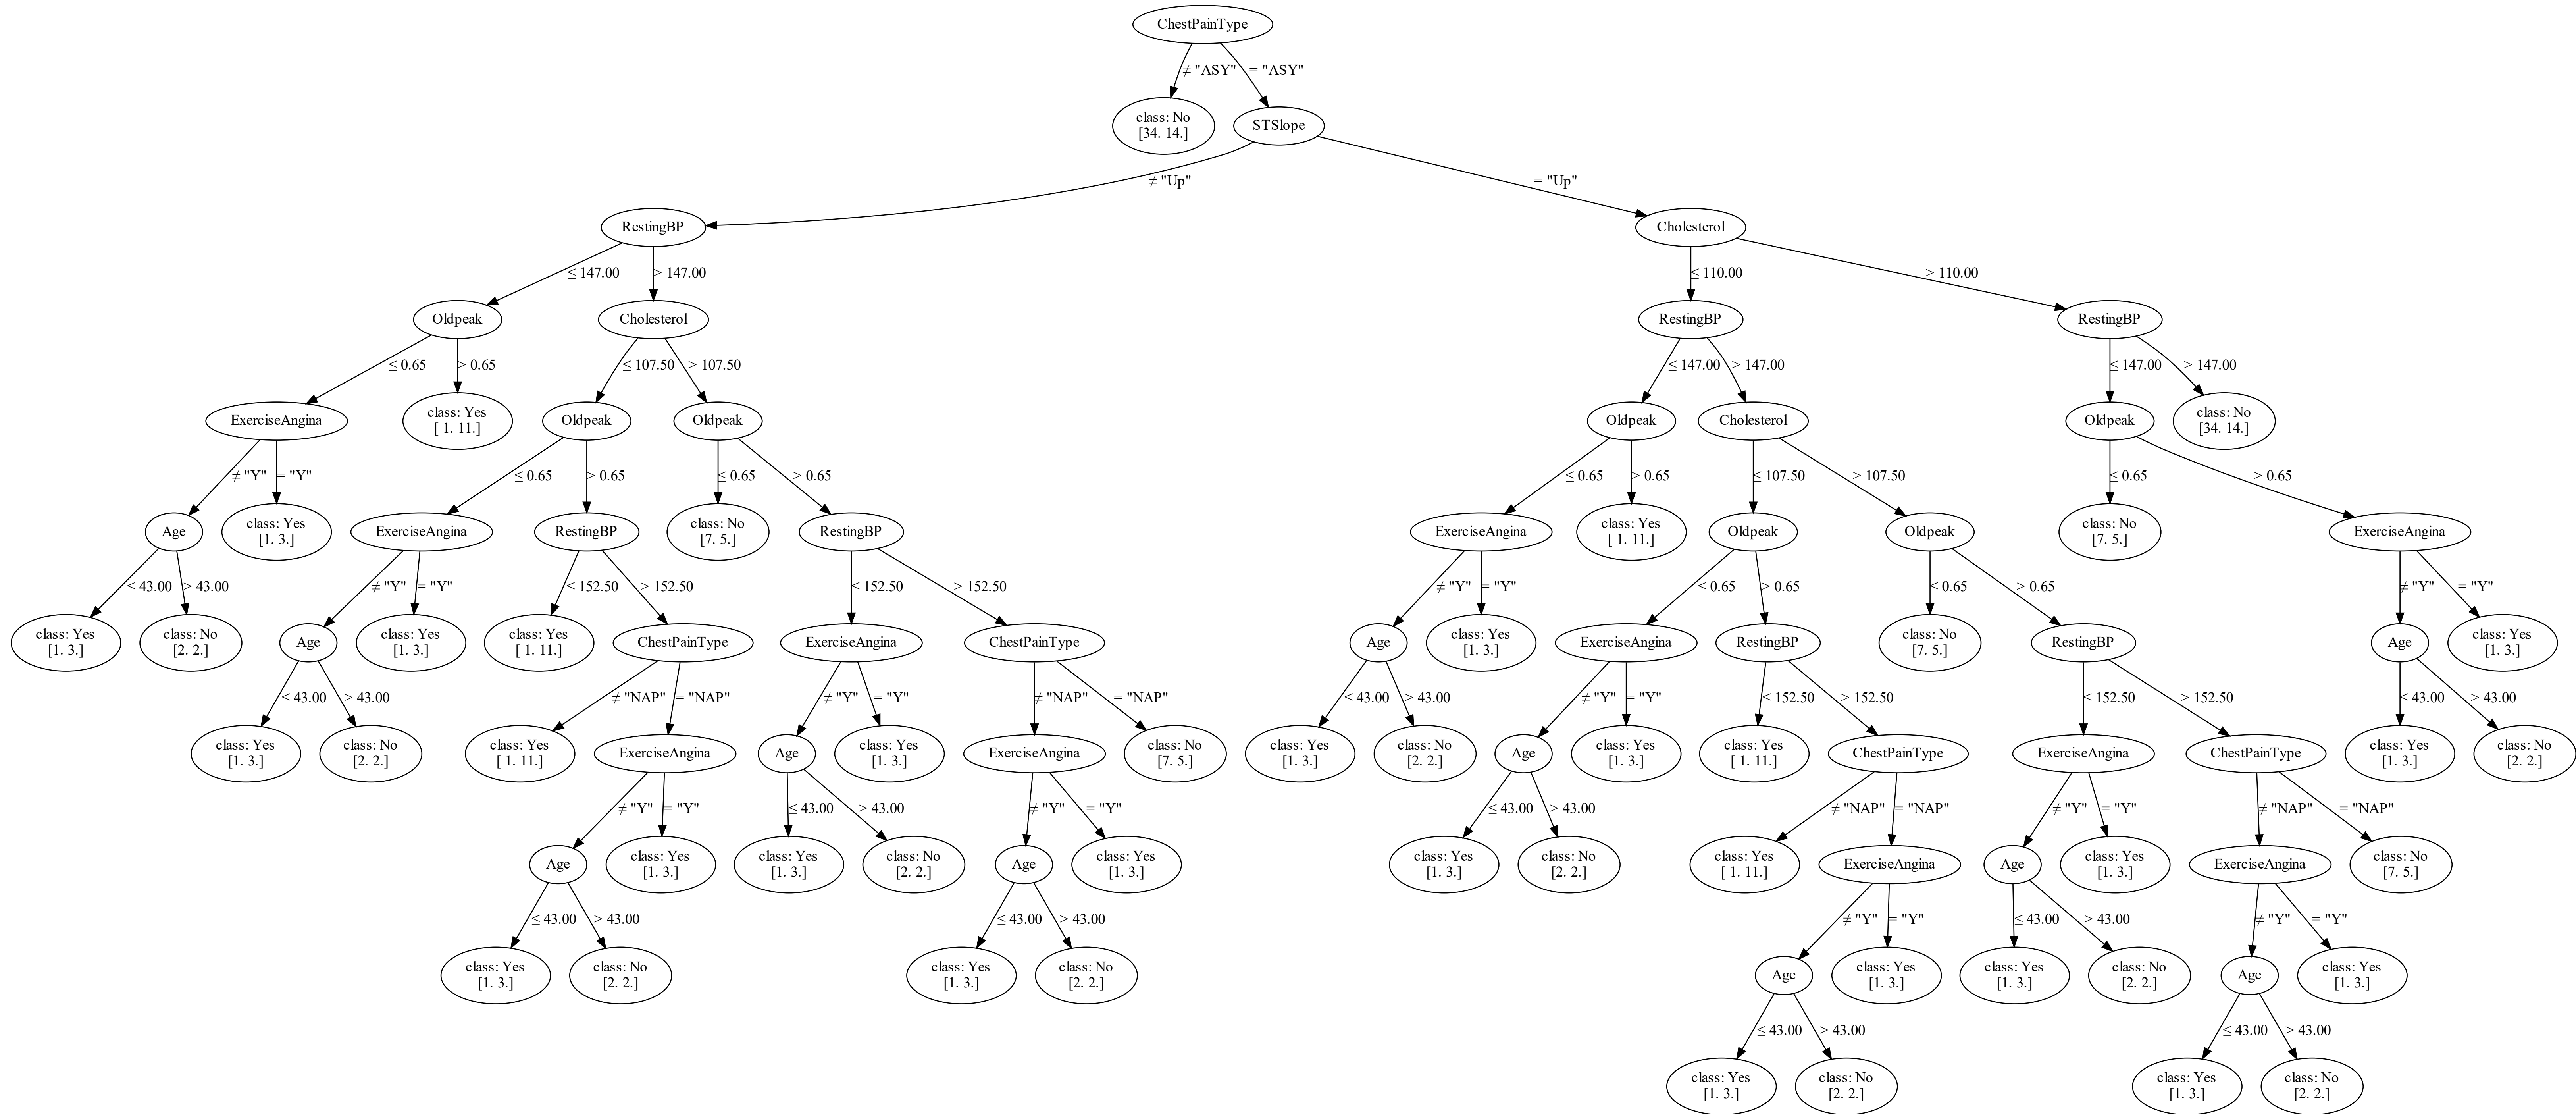 ChestPainType
≠ "ASY"
= "ASY"
class: No
[34. 14.]
STSlope
≠ "Up"
= "Up"
RestingBP
Cholesterol
≤ 147.00
> 147.00
≤ 110.00
> 110.00
Oldpeak
Cholesterol
RestingBP
RestingBP
≤ 0.65
> 0.65
≤ 107.50
> 107.50
≤ 147.00
> 147.00
≤ 147.00
> 147.00
ExerciseAngina
class: Yes
[ 1. 11.]
Oldpeak
Oldpeak
Oldpeak
Cholesterol
Oldpeak
class: No
[34. 14.]
≠ "Y"
= "Y"
≤ 0.65
> 0.65
≤ 0.65
> 0.65
≤ 0.65
> 0.65
≤ 107.50
> 107.50
≤ 0.65
> 0.65
Age
class: Yes
[1. 3.]
ExerciseAngina
RestingBP
class: No
[7. 5.]
RestingBP
ExerciseAngina
class: Yes
[ 1. 11.]
Oldpeak
Oldpeak
class: No
[7. 5.]
ExerciseAngina
≤ 43.00
> 43.00
≠ "Y"
= "Y"
≤ 152.50
> 152.50
≤ 152.50
> 152.50
≠ "Y"
= "Y"
≤ 0.65
> 0.65
≤ 0.65
> 0.65
≠ "Y"
= "Y"
class: Yes
[1. 3.]
class: No
[2. 2.]
Age
class: Yes
[1. 3.]
class: Yes
[ 1. 11.]
ChestPainType
ExerciseAngina
ChestPainType
Age
class: Yes
[1. 3.]
ExerciseAngina
RestingBP
class: No
[7. 5.]
RestingBP
Age
class: Yes
[1. 3.]
≤ 43.00
> 43.00
≠ "NAP"
= "NAP"
≠ "Y"
= "Y"
≠ "NAP"
= "NAP"
≤ 43.00
> 43.00
≠ "Y"
= "Y"
≤ 152.50
> 152.50
≤ 152.50
> 152.50
≤ 43.00
> 43.00
class: Yes
[1. 3.]
class: No
[2. 2.]
class: Yes
[ 1. 11.]
ExerciseAngina
Age
class: Yes
[1. 3.]
ExerciseAngina
class: No
[7. 5.]
class: Yes
[1. 3.]
class: No
[2. 2.]
Age
class: Yes
[1. 3.]
class: Yes
[ 1. 11.]
ChestPainType
ExerciseAngina
ChestPainType
class: Yes
[1. 3.]
class: No
[2. 2.]
≠ "Y"
= "Y"
≤ 43.00
> 43.00
≠ "Y"
= "Y"
≤ 43.00
> 43.00
≠ "NAP"
= "NAP"
≠ "Y"
= "Y"
≠ "NAP"
= "NAP"
Age
class: Yes
[1. 3.]
class: Yes
[1. 3.]
class: No
[2. 2.]
Age
class: Yes
[1. 3.]
class: Yes
[1. 3.]
class: No
[2. 2.]
class: Yes
[ 1. 11.]
ExerciseAngina
Age
class: Yes
[1. 3.]
ExerciseAngina
class: No
[7. 5.]
≤ 43.00
> 43.00
≤ 43.00
> 43.00
≠ "Y"
= "Y"
≤ 43.00
> 43.00
≠ "Y"
= "Y"
class: Yes
[1. 3.]
class: No
[2. 2.]
class: Yes
[1. 3.]
class: No
[2. 2.]
Age
class: Yes
[1. 3.]
class: Yes
[1. 3.]
class: No
[2. 2.]
Age
class: Yes
[1. 3.]
≤ 43.00
> 43.00
≤ 43.00
> 43.00
class: Yes
[1. 3.]
class: No
[2. 2.]
class: Yes
[1. 3.]
class: No
[2. 2.]